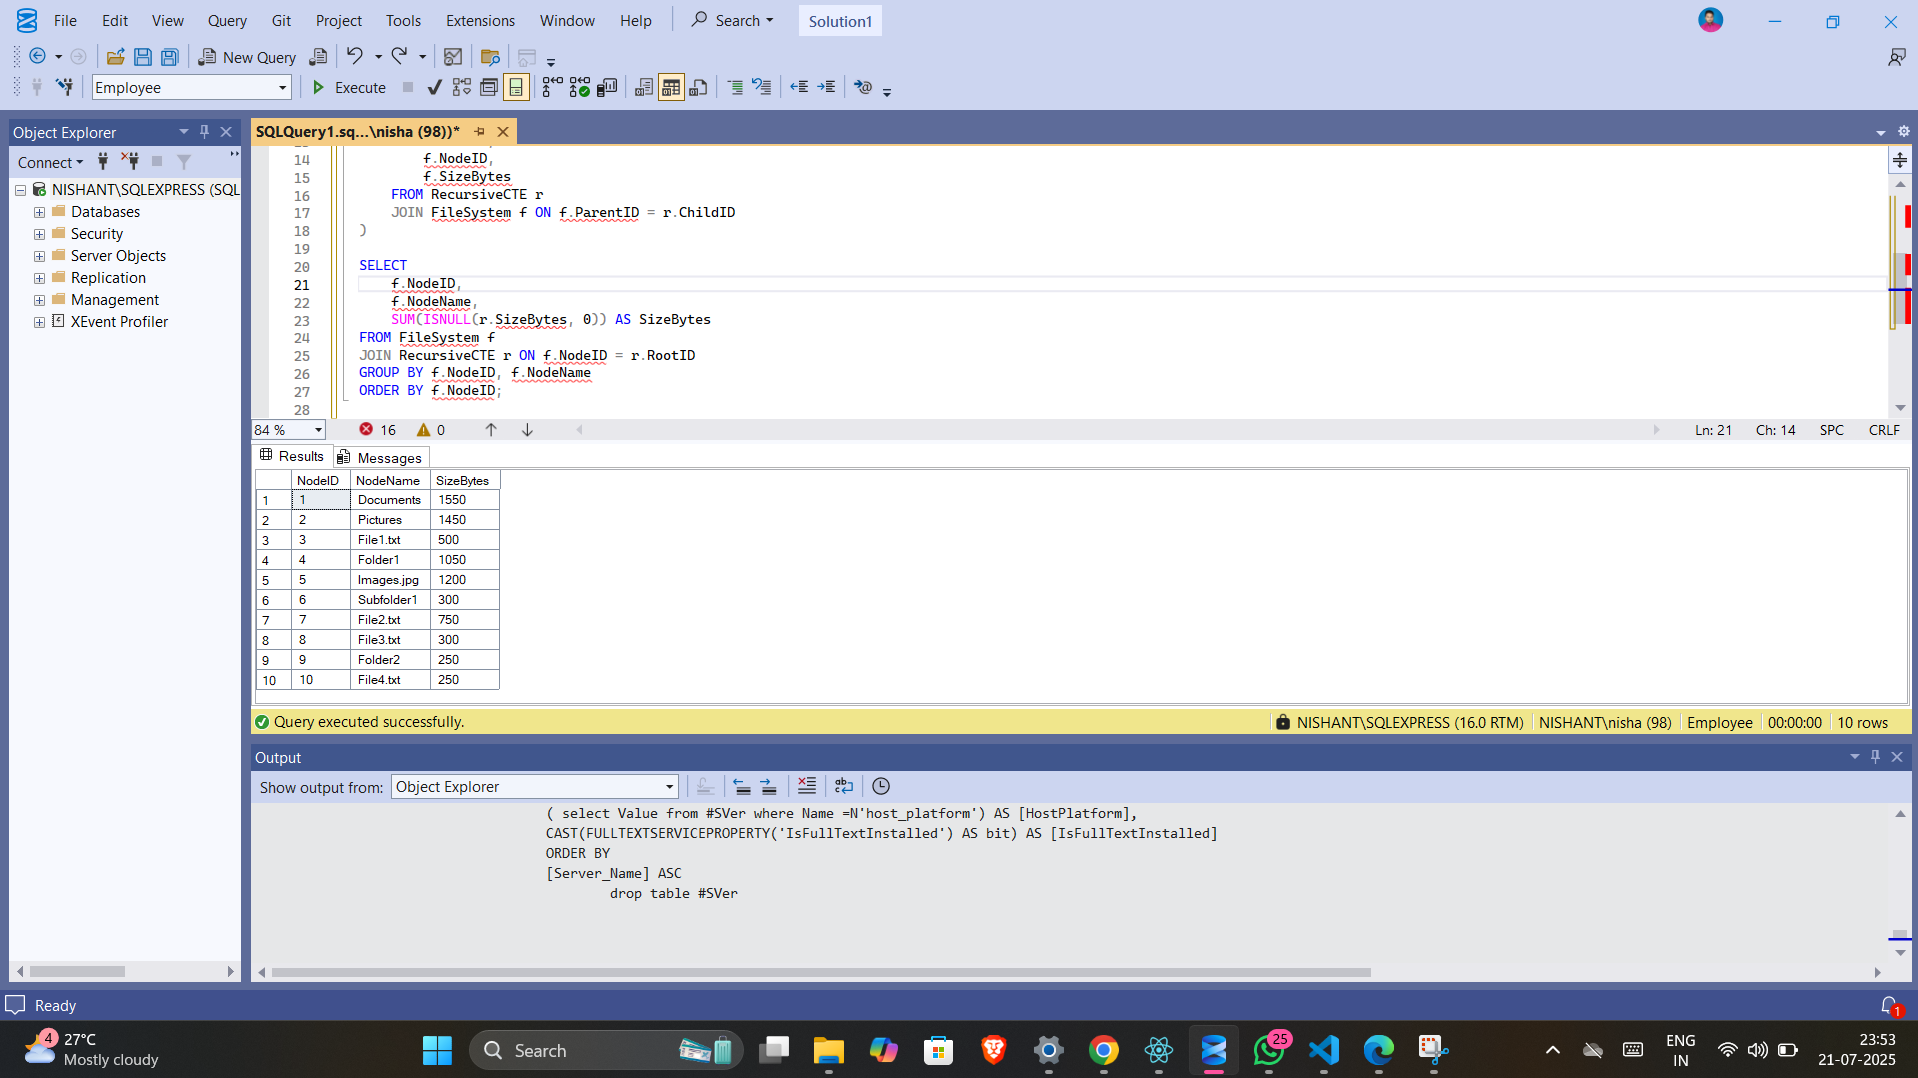 File Edit View Query Git Project Tools Extensions Window Help Search Solution1
New Query
Employee Execute
Object Explorer
Connect
NISHANT\SQLEXPRESS (SQL
Databases
Security
Server Objects
Replication
Management
XEvent Profiler
SQLQuery1.sq...\nisha (98))*
14 f.NodeID,
15 f.SizeBytes
16 FROM RecursiveCTE r
17 JOIN FileSystem f ON f.ParentID = r.ChildID
18 )
19
20 SELECT
21 f.NodeID,
22 f.NodeName,
23 SUM(ISNULL(r.SizeBytes, 0)) AS SizeBytes
24 FROM FileSystem f
25 JOIN RecursiveCTE r ON f.NodeID = r.RootID
26 GROUP BY f.NodeID, f.NodeName
27 ORDER BY f.NodeID;
28
84 % 16 0 Ln: 21 Ch: 14 SPC CRLF
Results Messages
NodeID NodeName SizeBytes
1 1 Documents 1550
2 2 Pictures 1450
3 3 File1.txt 500
4 4 Folder1 1050
5 5 Images.jpg 1200
6 6 Subfolder1 300
7 7 File2.txt 750
8 8 File3.txt 300
9 9 Folder2 250
10 10 File4.txt 250
Query executed successfully. NISHANT\SQLEXPRESS (16.0 RTM) NISHANT\nisha (98) Employee 00:00:00 10 rows
Output
Show output from: Object Explorer
( select Value from #SVer where Name =N'host_platform') AS [HostPlatform],
CAST(FULLTEXTSERVICEPROPERTY('IsFullTextInstalled') AS bit) AS [IsFullTextInstalled]
ORDER BY
[Server_Name] ASC
drop table #SVer
Ready 1
4 27°C
Mostly cloudy
Search
25
ENG
IN
23:53
21-07-2025